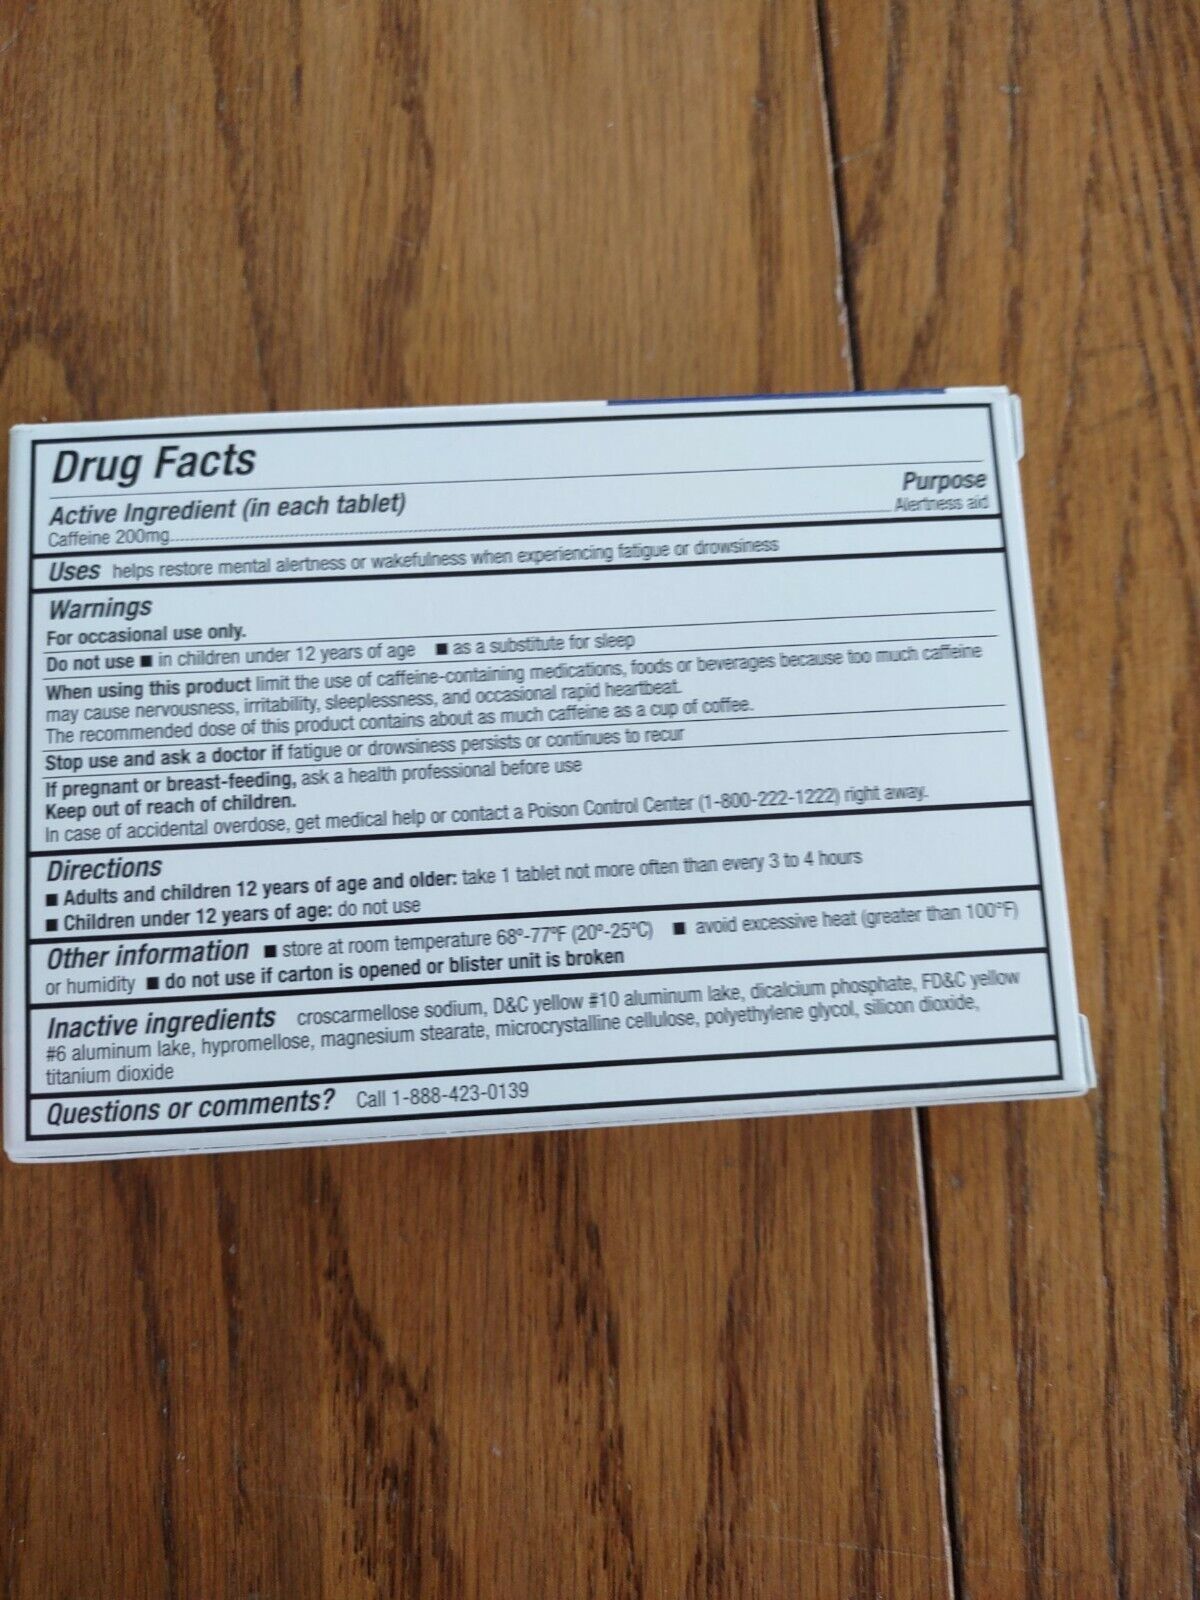 Drug Facts
Active Ingredient (in each tablet) Purpose
Caffeine 200mg Alertness aid
Uses helps restore mental alertness or wakefulness when experiencing fatigue or drowsiness
Warnings
For occasional use only.
Do not use ■ in children under 12 years of age ■ as a substitute for sleep
When using this product limit the use of caffeine-containing medications, foods or beverages because too much caffeine
may cause nervousness, irritability, sleeplessness, and occasional rapid heartbeat.
The recommended dose of this product contains about as much caffeine as a cup of coffee.
Stop use and ask a doctor if fatigue or drowsiness persists or continues to recur
If pregnant or breast-feeding, ask a health professional before use
Keep out of reach of children.
In case of accidental overdose, get medical help or contact a Poison Control Center (1-800-222-1222) right away.
Directions
■ Adults and children 12 years of age and older: take 1 tablet not more often than every 3 to 4 hours
■ Children under 12 years of age: do not use
Other information ■ store at room temperature 68°-77°F (20°-25°C) ■ avoid excessive heat (greater than 100°F)
or humidity ■ do not use if carton is opened or blister unit is broken
Inactive ingredients croscarmellose sodium, D&C yellow #10 aluminum lake, dicalcium phosphate, FD&C yellow
#6 aluminum lake, hypromellose, magnesium stearate, microcrystalline cellulose, polyethylene glycol, silicon dioxide,
titanium dioxide
Questions or comments? Call 1-888-423-0139